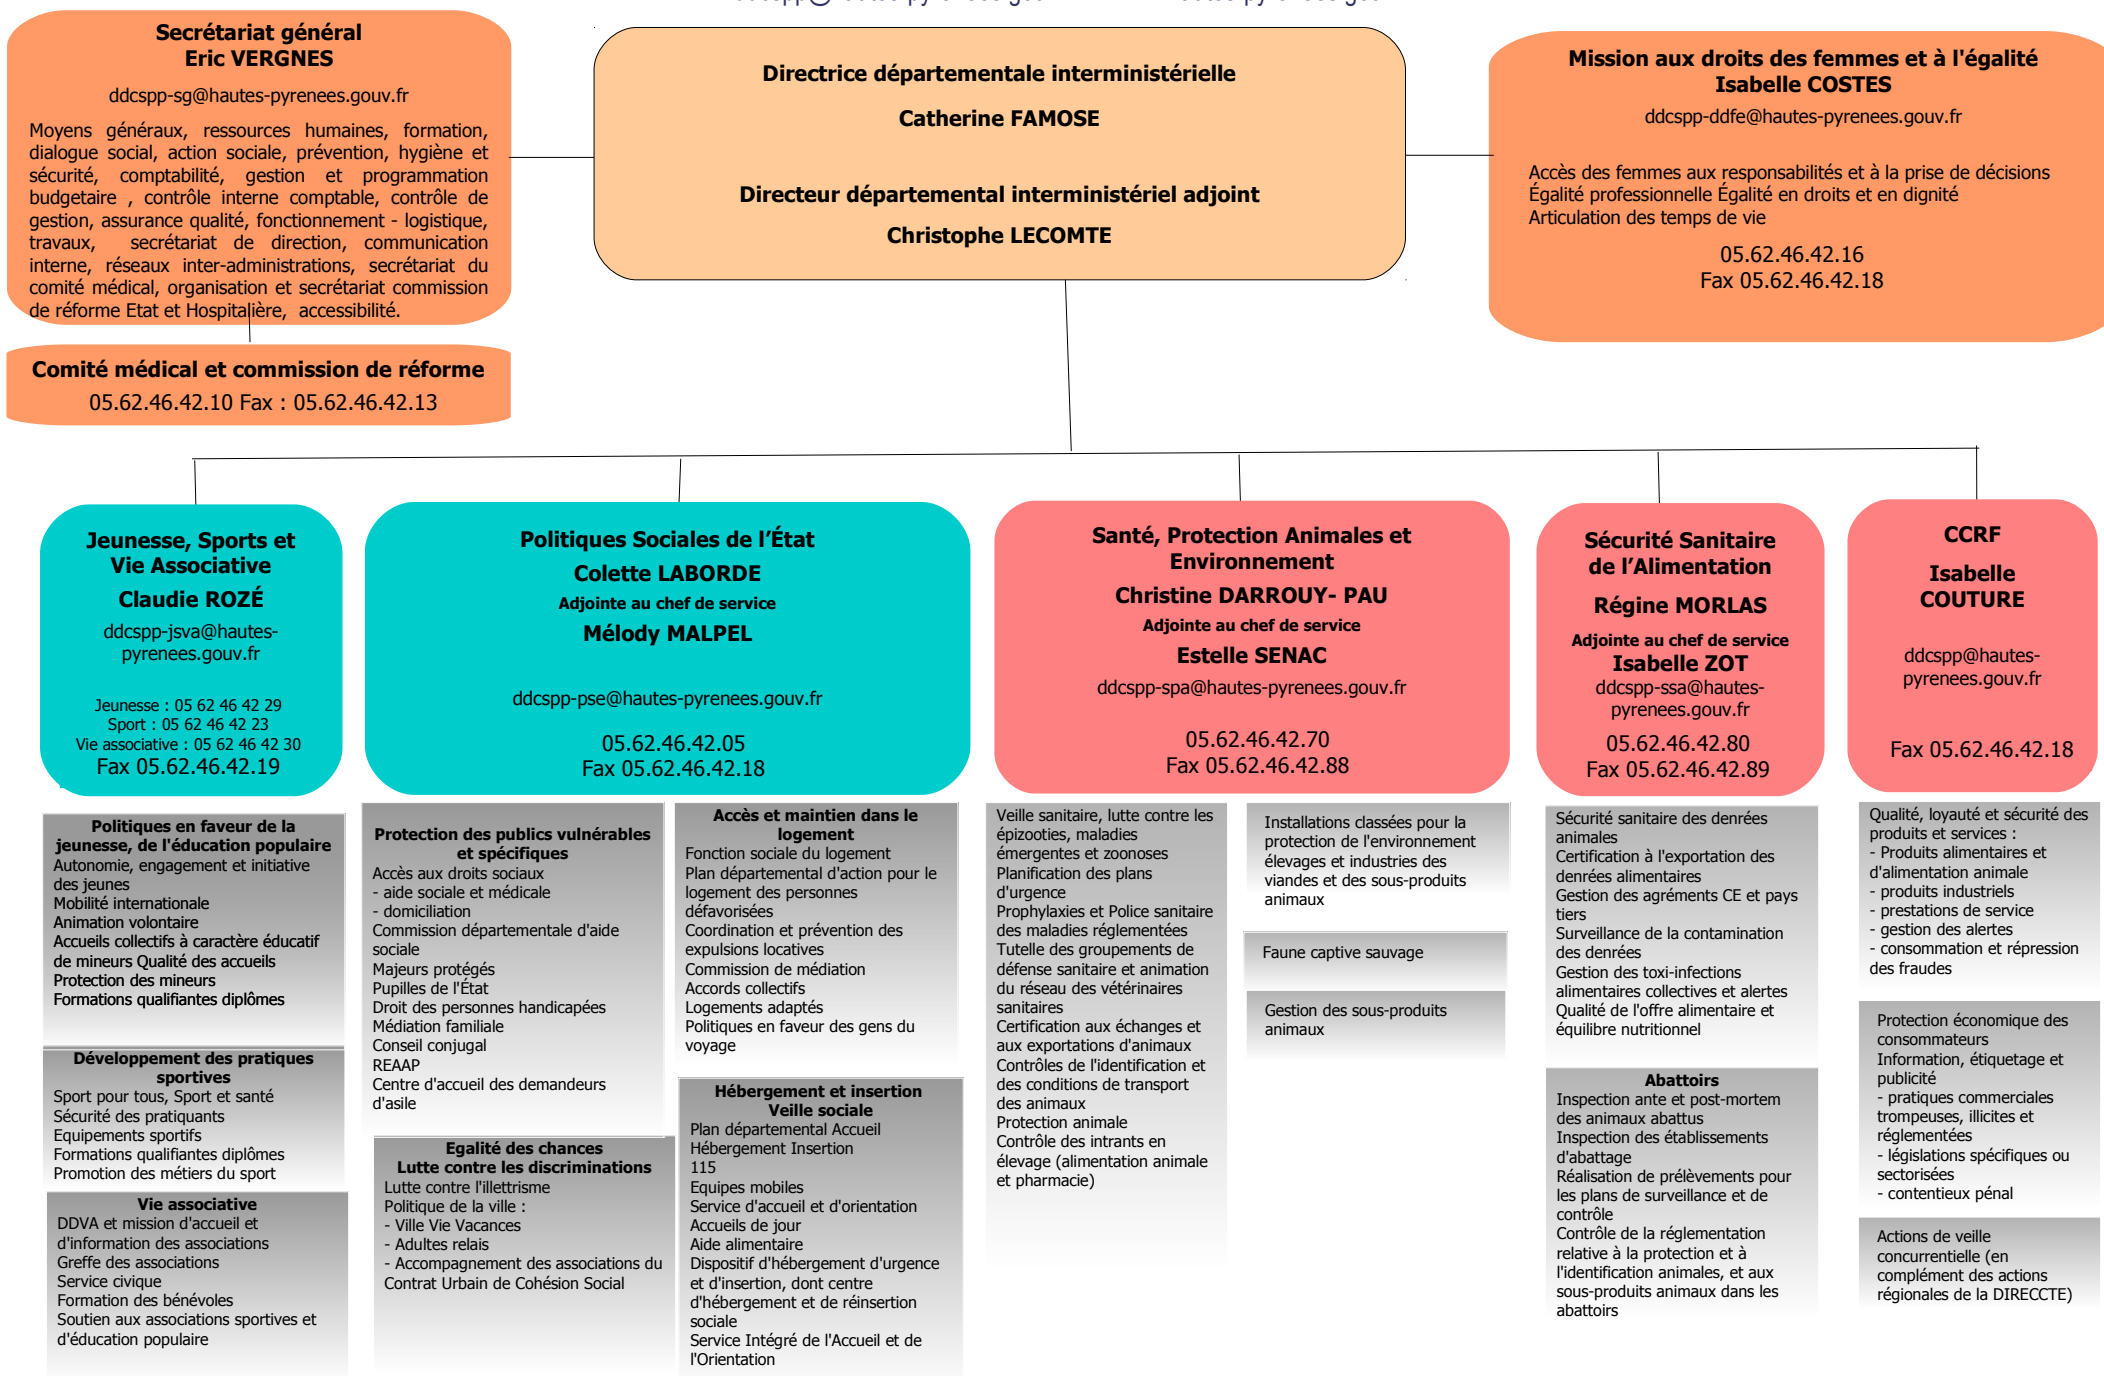 Secrétariat général
Eric VERGNES
ddcspp-sg@hautes-pyrenees.gouv.fr
Moyens généraux, ressources humaines, formation,
dialogue social, action sociale, prévention, hygiène et
sécurité, comptabilité, gestion et programmation
budgetaire , contrôle interne comptable, contrôle de
gestion, assurance qualité, fonctionnement - logistique,
travaux, secrétariat de direction, communication
interne, réseaux inter-administrations, secrétariat du
comité médical, organisation et secrétariat commission
de réforme Etat et Hospitalière, accessibilité.
Comité médical et commission de réforme
05.62.46.42.10 Fax : 05.62.46.42.13
Directrice départementale interministérielle
Catherine FAMOSE
Directeur départemental interministériel adjoint
Christophe LECOMTE
Mission aux droits des femmes et à l'égalité
Isabelle COSTES
ddcspp-ddfe@hautes-pyrenees.gouv.fr
Accès des femmes aux responsabilités et à la prise de décisions
Égalité professionnelle Égalité en droits et en dignité
Articulation des temps de vie
05.62.46.42.16
Fax 05.62.46.42.18
Jeunesse, Sports et
Vie Associative
Claudie ROZÉ
ddcspp-jsva@hautes-
pyrenees.gouv.fr
Jeunesse : 05 62 46 42 29
Sport : 05 62 46 42 23
Vie associative : 05 62 46 42 30
Fax 05.62.46.42.19
Politiques en faveur de la
jeunesse, de l'éducation populaire
Autonomie, engagement et initiative
des jeunes
Mobilité internationale
Animation volontaire
Accueils collectifs à caractère éducatif
de mineurs Qualité des accueils
Protection des mineurs
Formations qualifiantes diplômes
Développement des pratiques
sportives
Sport pour tous, Sport et santé
Sécurité des pratiquants
Equipements sportifs
Formations qualifiantes diplômes
Promotion des métiers du sport
Vie associative
DDVA et mission d'accueil et
d'information des associations
Greffe des associations
Service civique
Formation des bénévoles
Soutien aux associations sportives et
d'éducation populaire
Politiques Sociales de l'État
Colette LABORDE
Adjointe au chef de service
Mélody MALPEL
ddcspp-pse@hautes-pyrenees.gouv.fr
05.62.46.42.05
Fax 05.62.46.42.18
Protection des publics vulnérables
et spécifiques
Accès aux droits sociaux
- aide sociale et médicale
- domiciliation
Commission départementale d'aide
sociale
Majeurs protégés
Pupilles de l'État
Droit des personnes handicapées
Médiation familiale
Conseil conjugal
REAAP
Centre d'accueil des demandeurs
d'asile
Egalité des chances
Lutte contre les discriminations
Lutte contre l'illettrisme
Politique de la ville :
- Ville Vie Vacances
- Adultes relais
- Accompagnement des associations du
Contrat Urbain de Cohésion Social
Accès et maintien dans le
logement
Fonction sociale du logement
Plan départemental d'action pour le
logement des personnes
défavorisées
Coordination et prévention des
expulsions locatives
Commission de médiation
Accords collectifs
Logements adaptés
Politiques en faveur des gens du
voyage
Hébergement et insertion
Veille sociale
Plan départemental Accueil
Hébergement Insertion
115
Equipes mobiles
Service d'accueil et d'orientation
Accueils de jour
Aide alimentaire
Dispositif d'hébergement d'urgence
et d'insertion, dont centre
d'hébergement et de réinsertion
sociale
Service Intégré de l'Accueil et de
l'Orientation
Santé, Protection Animales et
Environnement
Christine DARROUY- PAU
Adjointe au chef de service
Estelle SENAC
ddcspp-spa@hautes-pyrenees.gouv.fr
05.62.46.42.70
Fax 05.62.46.42.88
Veille sanitaire, lutte contre les
épizooties, maladies
émergentes et zoonoses
Planification des plans
d'urgence
Prophylaxies et Police sanitaire
des maladies réglementées
Tutelle des groupements de
défense sanitaire et animation
du réseau des vétérinaires
sanitaires
Certification aux échanges et
aux exportations d'animaux
Contrôles de l'identification et
des conditions de transport
des animaux
Protection animale
Contrôle des intrants en
élevage (alimentation animale
et pharmacie)
Installations classées pour la
protection de l'environnement
élevages et industries des
viandes et des sous-produits
animaux
Faune captive sauvage
Gestion des sous-produits
animaux
Sécurité Sanitaire
de l'Alimentation
Régine MORLAS
Adjointe au chef de service
Isabelle ZOT
ddcspp-ssa@hautes-
pyrenees.gouv.fr
05.62.46.42.80
Fax 05.62.46.42.89
Sécurité sanitaire des denrées
animales
Certification à l'exportation des
denrées alimentaires
Gestion des agréments CE et pays
tiers
Surveillance de la contamination
des denrées
Gestion des toxi-infections
alimentaires collectives et alertes
Qualité de l'offre alimentaire et
équilibre nutritionnel
Abattoirs
Inspection ante et post-mortem
des animaux abattus
Inspection des établissements
d'abattage
Réalisation de prélèvements pour
les plans de surveillance et de
contrôle
Contrôle de la réglementation
relative à la protection et à
l'identification animales, et aux
sous-produits animaux dans les
abattoirs
CCRF
Isabelle
COUTURE
ddcspp@hautes-
pyrenees.gouv.fr
Fax 05.62.46.42.18
Qualité, loyauté et sécurité des
produits et services :
- Produits alimentaires et
d'alimentation animale
- produits industriels
- prestations de service
- gestion des alertes
- consommation et répression
des fraudes
Protection économique des
consommateurs
Information, étiquetage et
publicité
- pratiques commerciales
trompeuses, illicites et
réglementées
- législations spécifiques ou
sectorisées
- contentieux pénal
Actions de veille
concurrentielle (en
complément des actions
régionales de la DIRECCTE)